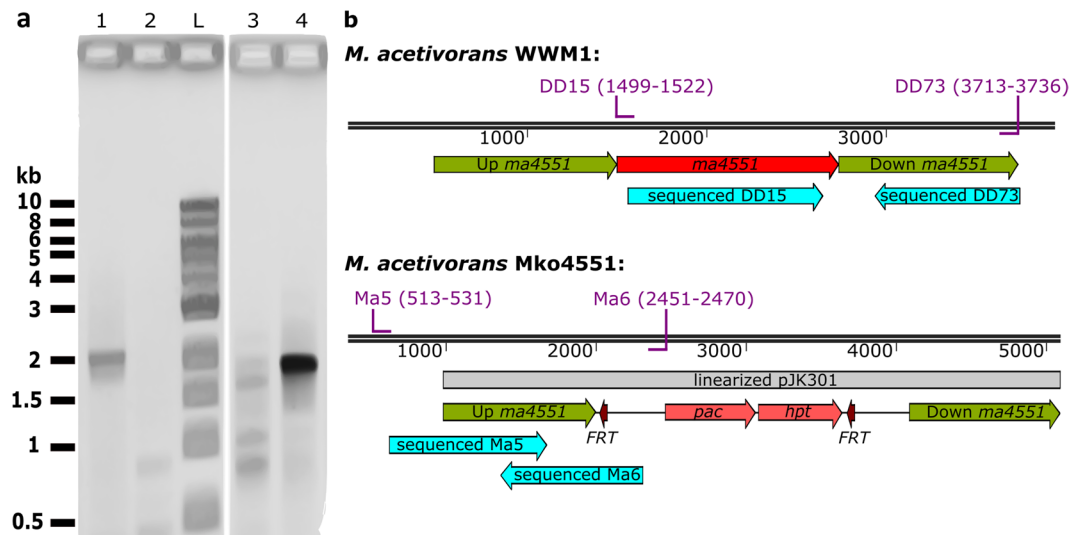 a
1 2 L 3 4
kb
10
8
6
5
4
3
2
1.5
1
0.5
b
M. acetivorans WWM1:
DD15 (1499-1522) DD73 (3713-3736)
1000 2000 3000
Up ma4551 ma4551 Down ma4551
sequenced DD15 sequenced DD73
M. acetivorans Mko4551:
Ma5 (513-531) Ma6 (2451-2470)
1000 2000 3000 4000 5000
linearized pJK301
Up ma4551 pac hpt Down ma4551
FRT FRT
sequenced Ma5
sequenced Ma6